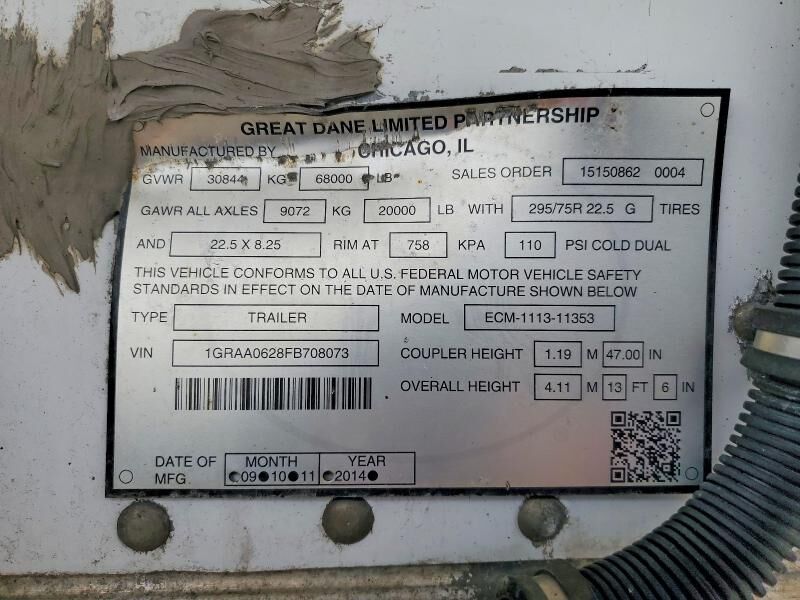 GREAT DANE LIMITED PARTNERSHIP
MANUFACTURED BY CHICAGO, IL
GVWR 30844 KG 68000 LB SALES ORDER 15150862 0004
GAWR ALL AXLES 9072 KG 20000 LB WITH 295/75R 22.5 G TIRES
AND 22.5 X 8.25 RIM AT 758 KPA 110 PSI COLD DUAL
THIS VEHICLE CONFORMS TO ALL U.S. FEDERAL MOTOR VEHICLE SAFETY
STANDARDS IN EFFECT ON THE DATE OF MANUFACTURE SHOWN BELOW
TYPE TRAILER MODEL ECM-1113-11353
VIN 1GRAA0628FB708073 COUPLER HEIGHT 1.19 M 47.00 IN
OVERALL HEIGHT 4.11 M 13 FT 6 IN
DATE OF MFG MONTH YEAR
09 10 11 2014